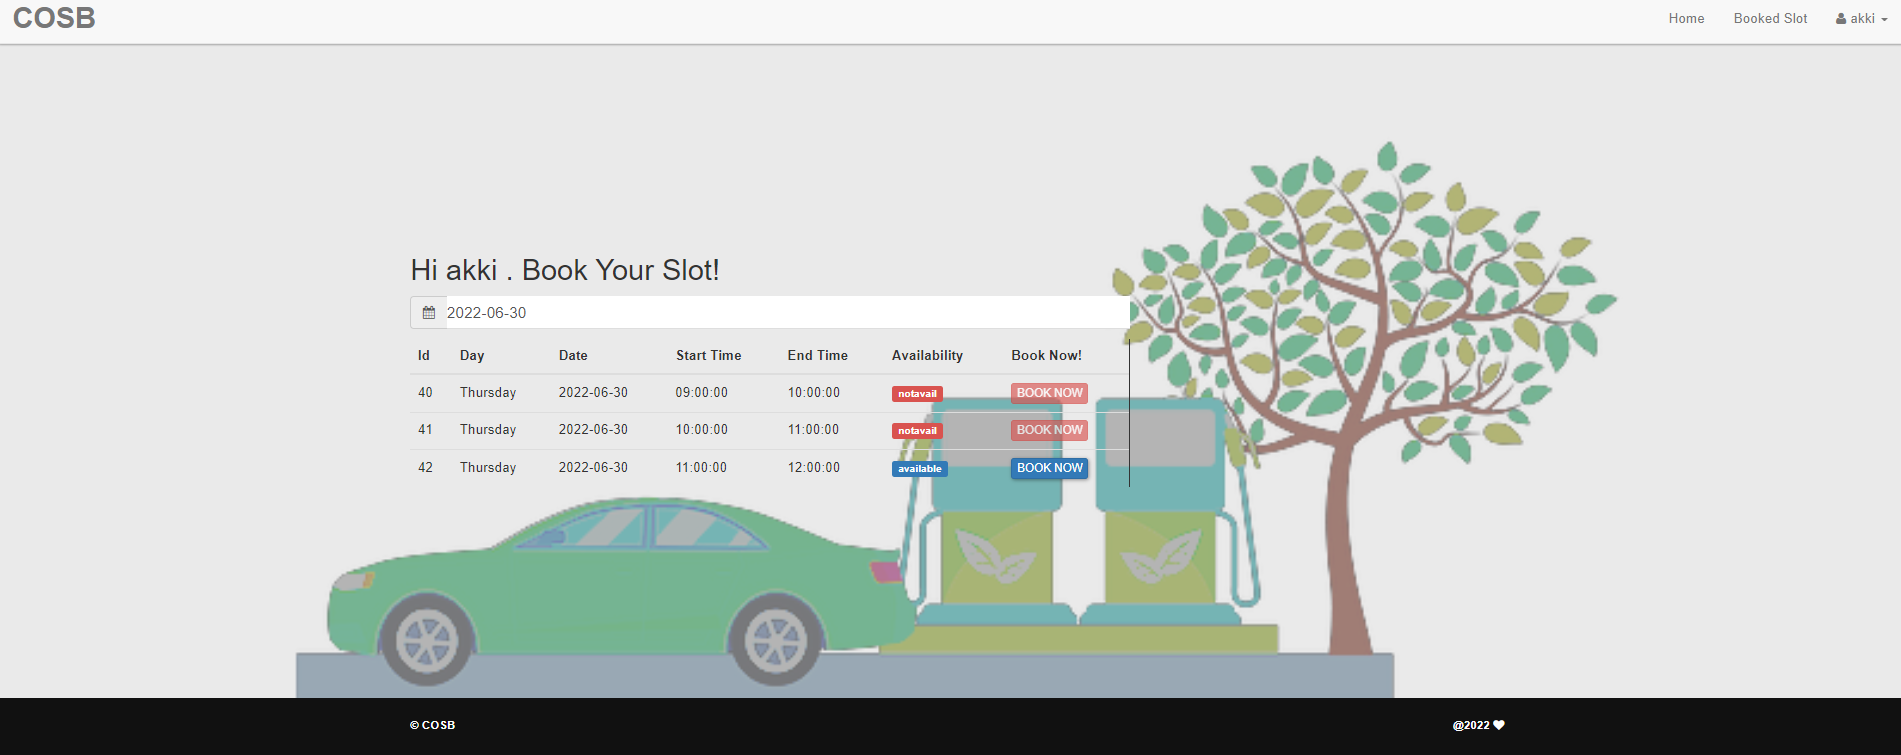 COSB Home Booked Slot akki
Hi akki . Book Your Slot!
2022-06-30
Id Day Date Start Time End Time Availability Book Now!
40 Thursday 2022-06-30 09:00:00 10:00:00 notavail BOOK NOW
41 Thursday 2022-06-30 10:00:00 11:00:00 notavail BOOK NOW
42 Thursday 2022-06-30 11:00:00 12:00:00 available BOOK NOW
© COSB @2022